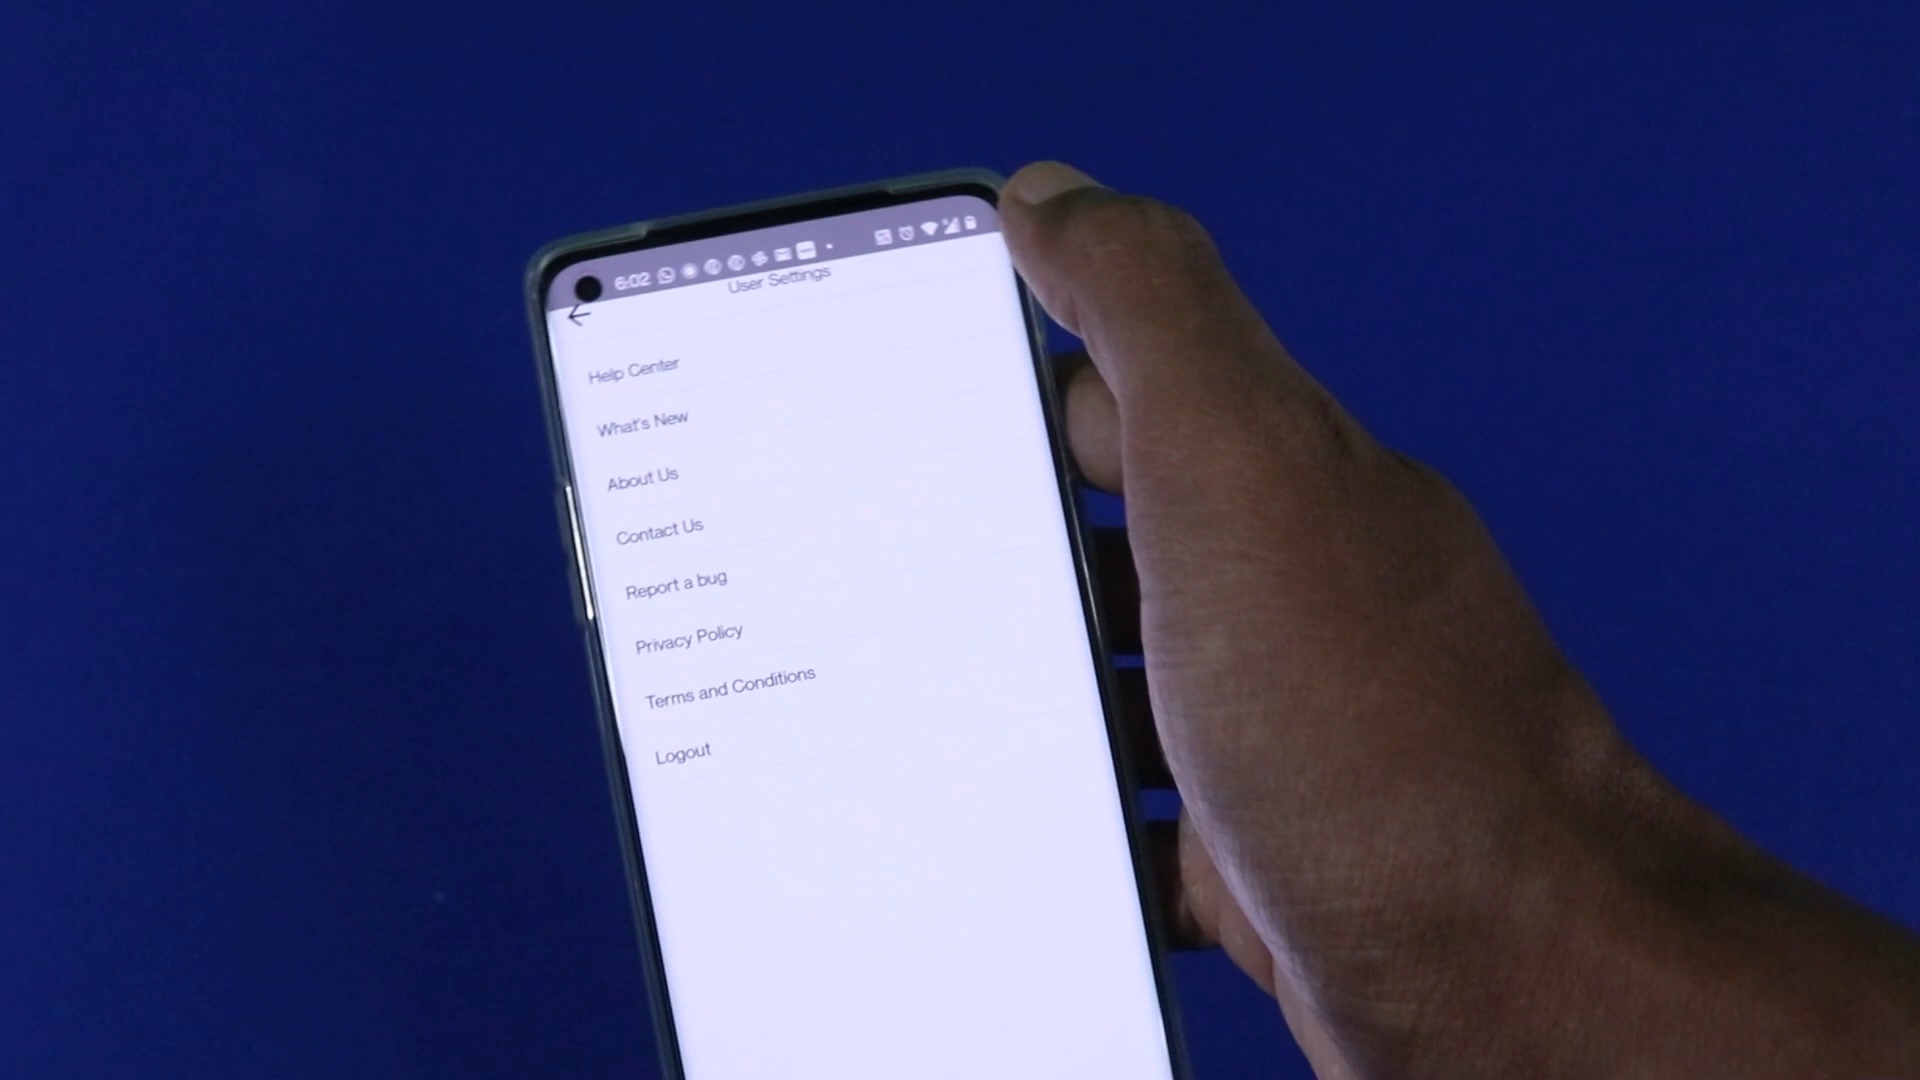 6:02
User Settings
Help Center
What's New
About Us
Contact Us
Report a bug
Privacy Policy
Terms and Conditions
Logout